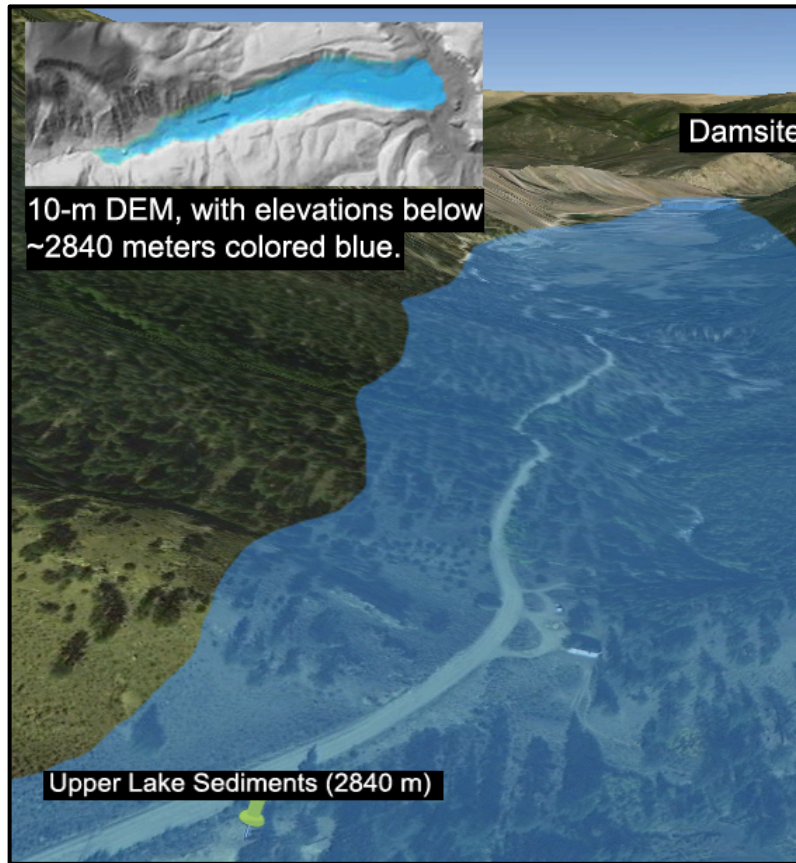 Damsite
10-m DEM, with elevations below
~2840 meters colored blue.
Upper Lake Sediments (2840 m)